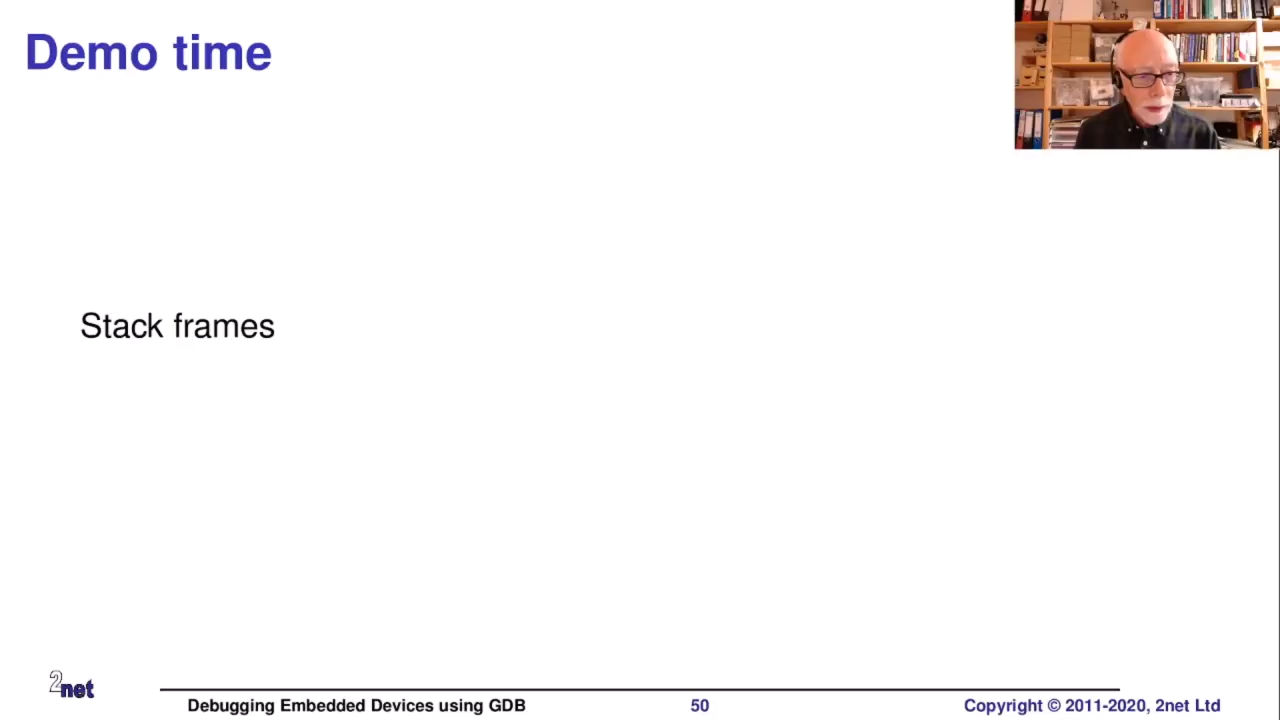 Demo time
Stack frames
2net
Debugging Embedded Devices using GDB 50 Copyright © 2011-2020, 2net Ltd